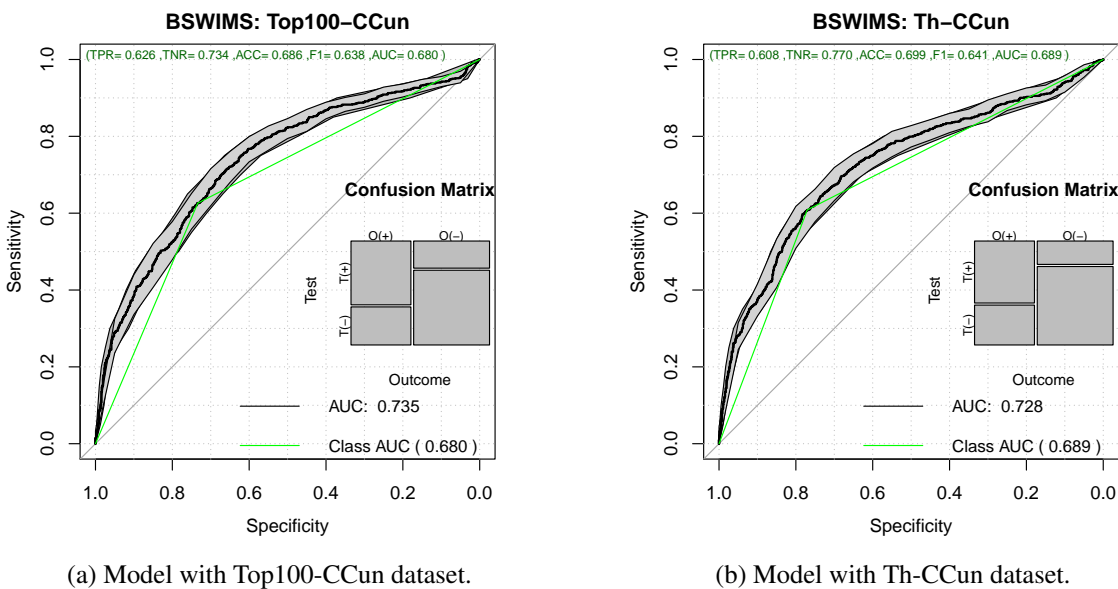 BSWIMS: Top100−CCun
(TPR= 0.626 ,TNR= 0.734 ,ACC= 0.686 ,F1= 0.638 ,AUC= 0.680 )
Sensitivity
1.0
0.8
0.6
0.4
0.2
0.0
Confusion Matrix
O(+) O(−)
Test
T(+)
T(−)
Outcome
AUC: 0.735
Class AUC ( 0.680 )
1.0 0.8 0.6 0.4 0.2 0.0
Specificity
(a) Model with Top100-CCun dataset.
BSWIMS: Th−CCun
(TPR= 0.608 ,TNR= 0.770 ,ACC= 0.699 ,F1= 0.641 ,AUC= 0.689 )
Sensitivity
1.0
0.8
0.6
0.4
0.2
0.0
Confusion Matrix
O(+) O(−)
Test
T(+)
T(−)
Outcome
AUC: 0.728
Class AUC ( 0.689 )
1.0 0.8 0.6 0.4 0.2 0.0
Specificity
(b) Model with Th-CCun dataset.